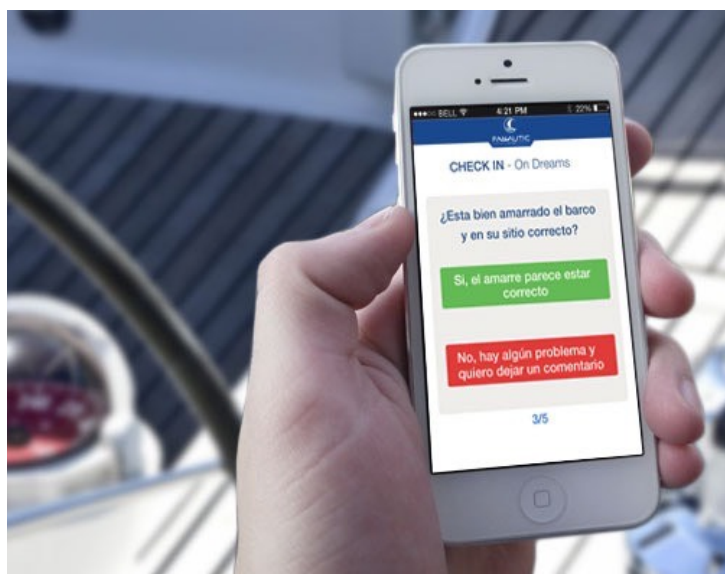 BELL 4:21 PM 22%
FANAUTIC
CHECK IN - On Dreams
¿Esta bien amarrado el barco
y en su sitio correcto?
Si, el amarre parece estar
correcto
No, hay algún problema y
quiero dejar un comentario
3/5